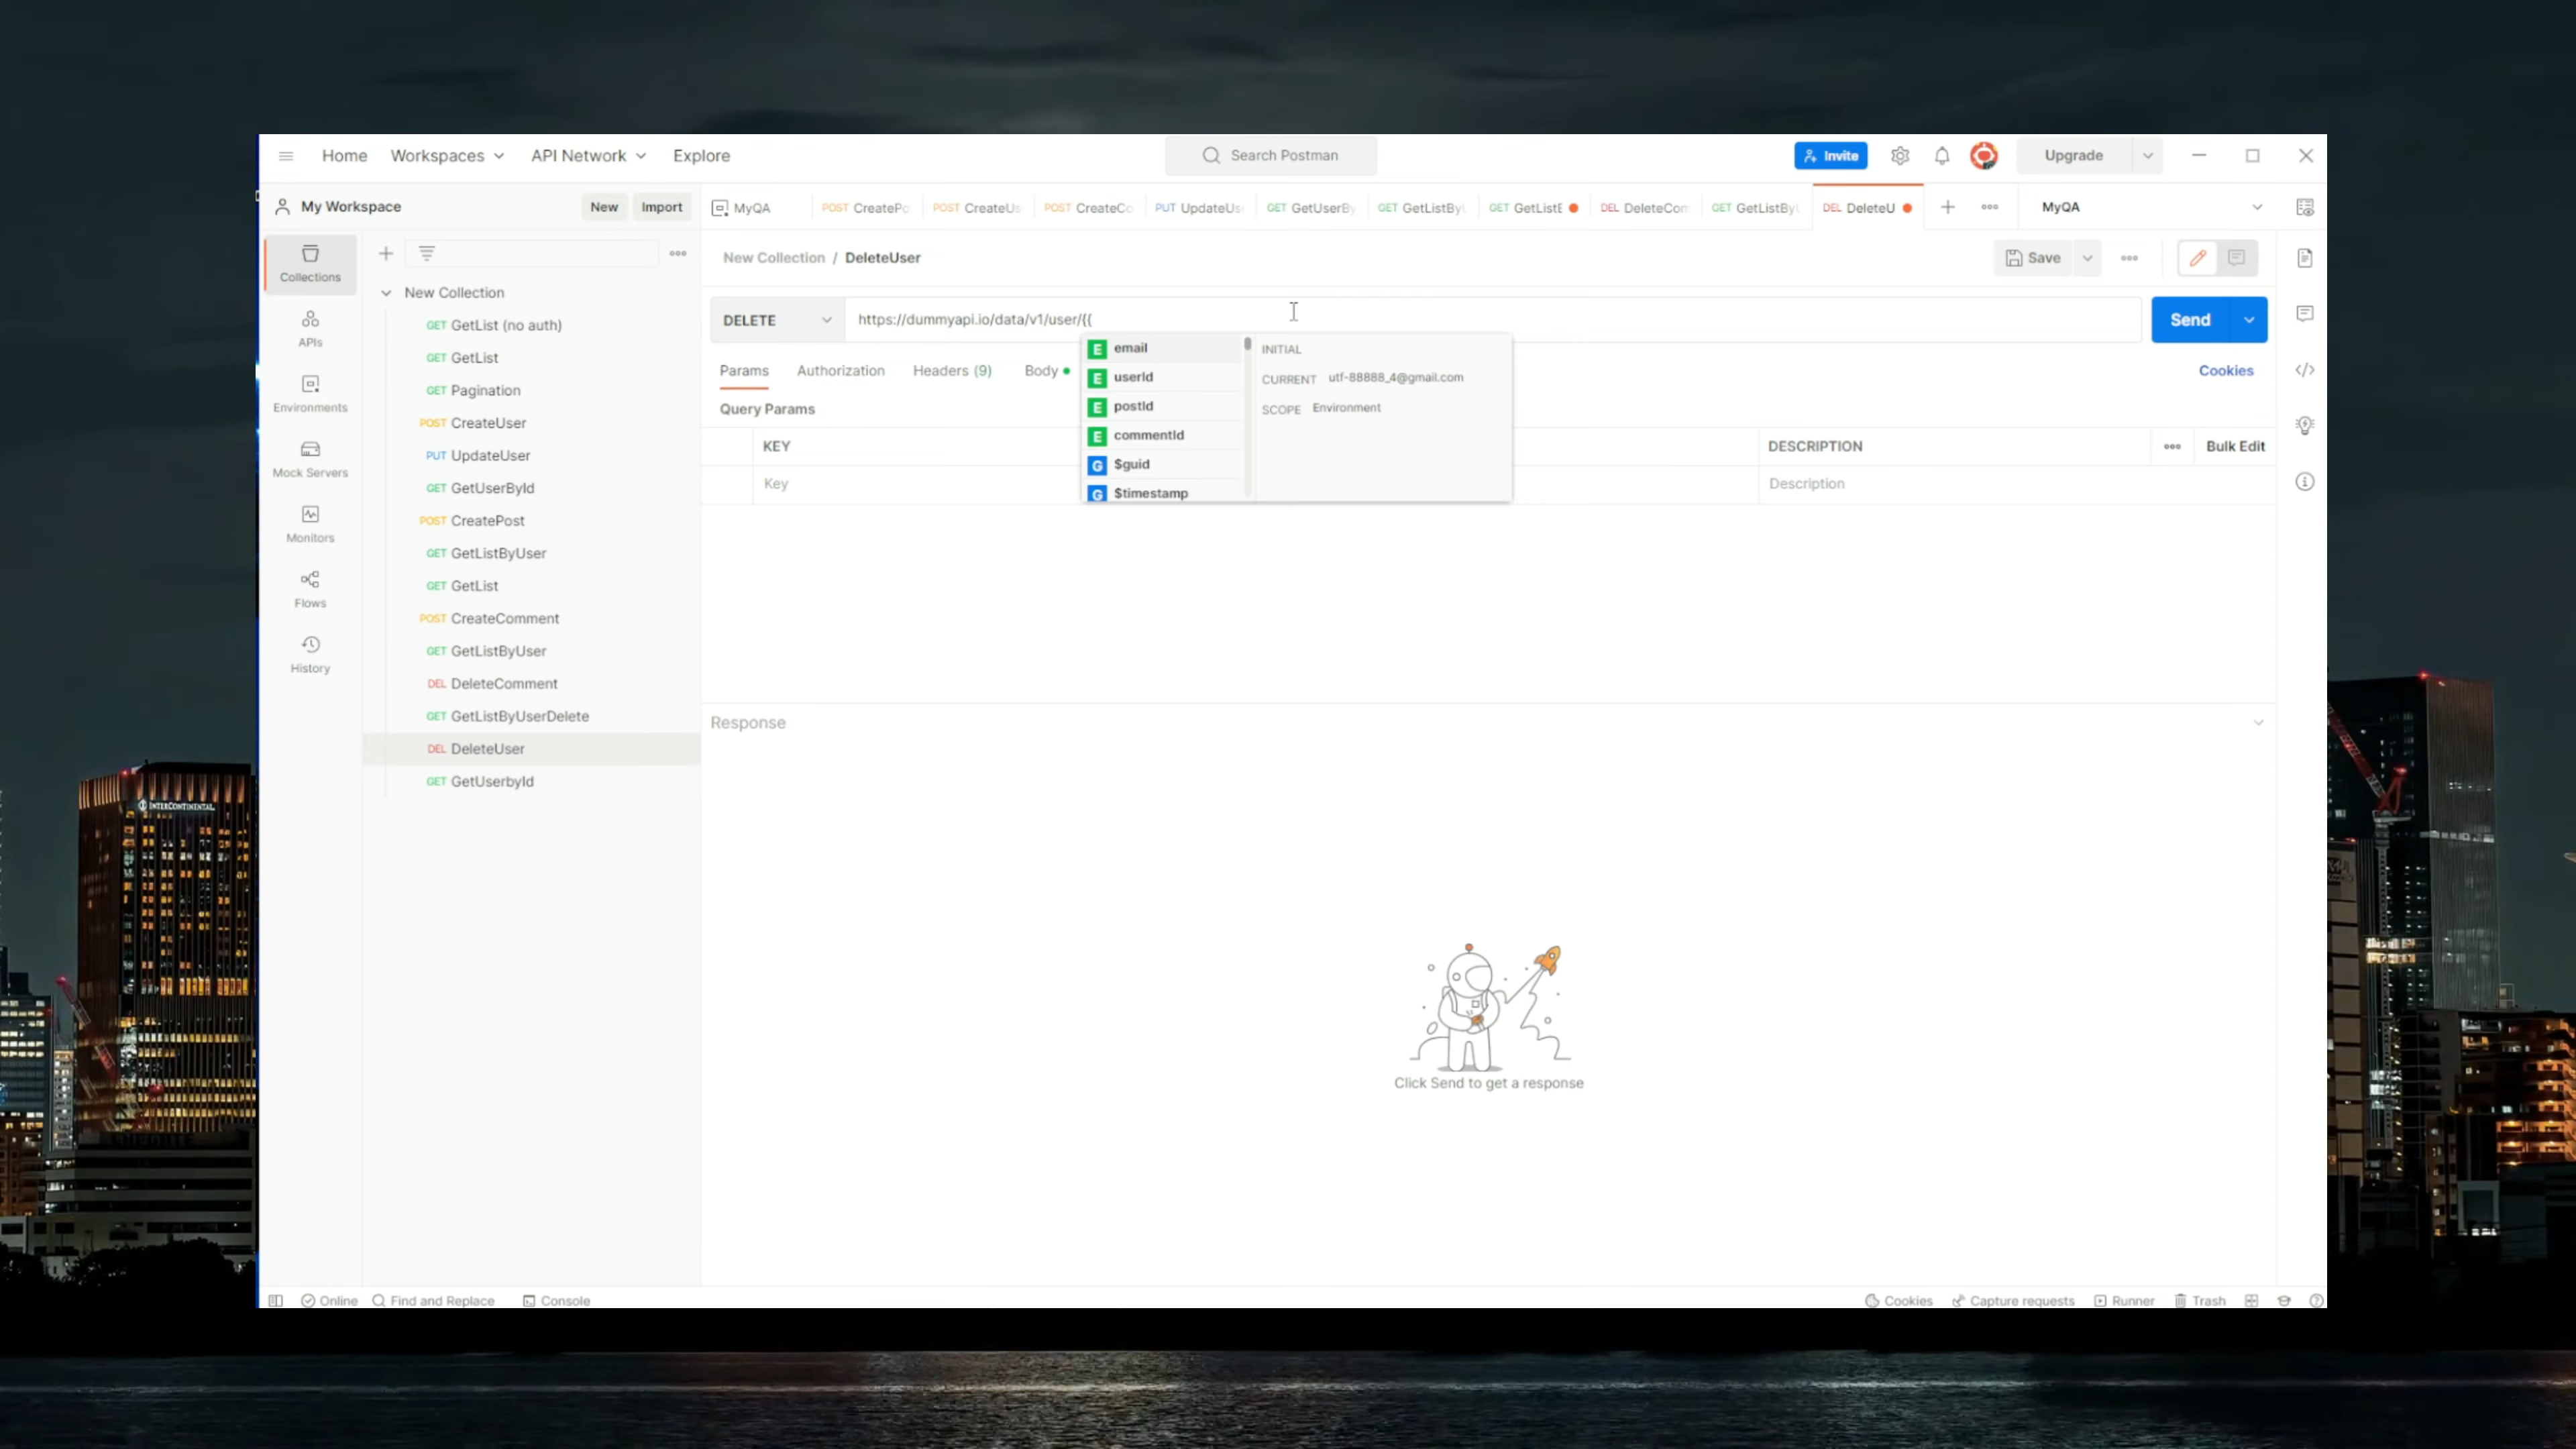 Home
Workspaces
API Network
Explore
Search Postman
Invite
Upgrade
My Workspace
New
Import
MyQA
POST CreatePo
POST CreateUs
POST CreateCo
PUT UpdateUs
GET GetUserBy
GET GetListByU
GET GetListE
DEL DeleteCom
GET GetListByU
DEL DeleteU
MyQA
Collections
APIs
Environments
Mock Servers
Monitors
Flows
History
New Collection
GET GetList (no auth)
GET GetList
GET Pagination
POST CreateUser
PUT UpdateUser
GET GetUserById
POST CreatePost
GET GetListByUser
GET GetList
POST CreateComment
GET GetListByUser
DEL DeleteComment
GET GetListByUserDelete
DEL DeleteUser
GET GetUserbyId
New Collection / DeleteUser
Save
DELETE
https://dummyapi.io/data/v1/user/{{
Send
Params
Authorization
Headers (9)
Body
Cookies
Query Params
KEY
DESCRIPTION
Bulk Edit
Key
Description
E email
E userId
E postId
E commentId
G $guid
G $timestamp
INITIAL
CURRENT utf-88888_4@gmail.com
SCOPE Environment
Response
Click Send to get a response
Online
Find and Replace
Console
Cookies
Capture requests
Runner
Trash
INTERCONTINENTAL